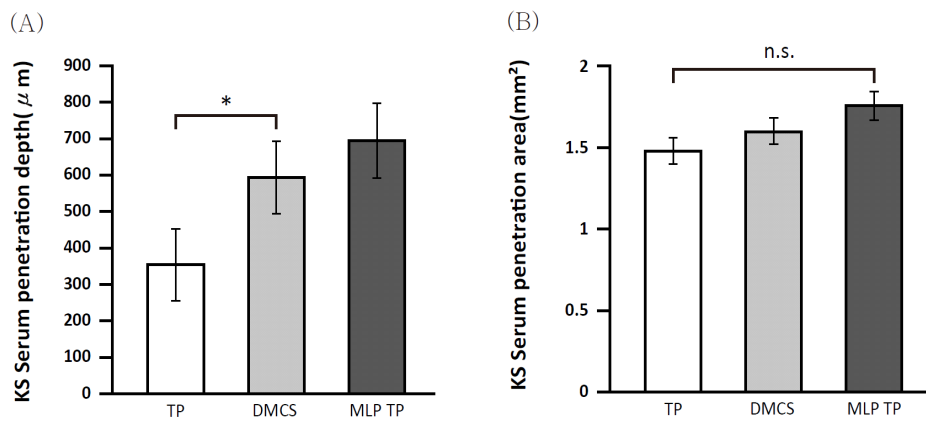 (A)
KS Serum penetration depth(μm)
900
800
700
600
500
400
300
200
100
0
*
TP
DMCS
MLP TP
(B)
KS Serum penetration area(mm²)
2
1.5
1
0.5
0
n.s.
TP
DMCS
MLP TP